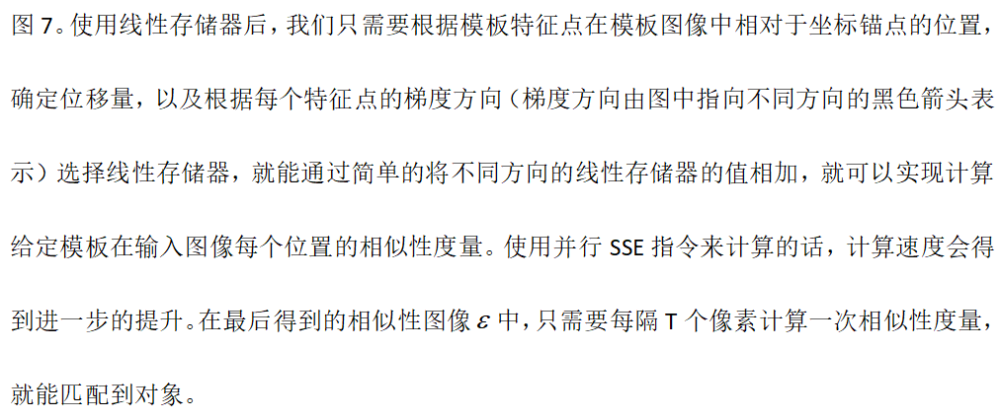 图 7。使用线性存储器后，我们只需要根据模板特征点在模板图像中相对于坐标锚点的位置，
确定位移量，以及根据每个特征点的梯度方向（梯度方向由图中指向不同方向的黑色箭头表
示）选择线性存储器，就能通过简单的将不同方向的线性存储器的值相加，就可以实现计算
给定模板在输入图像每个位置的相似性度量。使用并行 SSE 指令来计算的话，计算速度会得
到进一步的提升。在最后得到的相似性图像 ε 中，只需要每隔 T 个像素计算一次相似性度量，
就能匹配到对象。